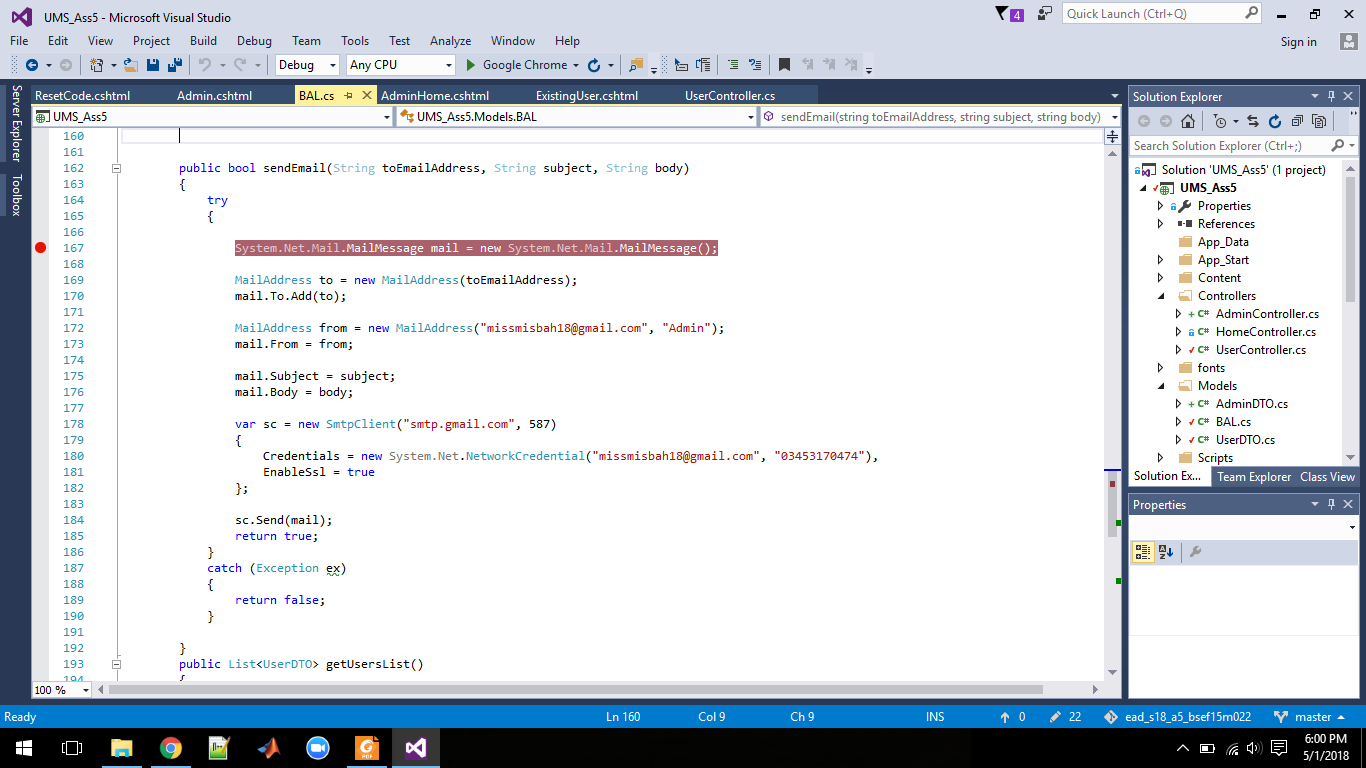 UMS_Ass5 - Microsoft Visual Studio
4
Quick Launch (Ctrl+Q)
File Edit View Project Build Debug Team Tools Test Analyze Window Help
Sign in
Debug Any CPU Google Chrome
Server Explorer
Toolbox
ResetCode.cshtml Admin.cshtml BAL.cs AdminHome.cshtml ExistingUser.cshtml UserController.cs
UMS_Ass5 UMS_Ass5.Models.BAL sendEmail(string toEmailAddress, string subject, string body)
160
161
162 public bool sendEmail(String toEmailAddress, String subject, String body)
163 {
164 try
165 {
166
167 System.Net.Mail.MailMessage mail = new System.Net.Mail.MailMessage();
168
169 MailAddress to = new MailAddress(toEmailAddress);
170 mail.To.Add(to);
171
172 MailAddress from = new MailAddress("missmisbah18@gmail.com", "Admin");
173 mail.From = from;
174
175 mail.Subject = subject;
176 mail.Body = body;
177
178 var sc = new SmtpClient("smtp.gmail.com", 587)
179 {
180 Credentials = new System.Net.NetworkCredential("missmisbah18@gmail.com", "03453170474"),
181 EnableSsl = true
182 };
183
184 sc.Send(mail);
185 return true;
186 }
187 catch (Exception ex)
188 {
189 return false;
190 }
191
192 }
193 public List<UserDTO> getUsersList()
194 {
100 %
Solution Explorer
Search Solution Explorer (Ctrl+;)
Solution 'UMS_Ass5' (1 project)
UMS_Ass5
Properties
References
App_Data
App_Start
Content
Controllers
C# AdminController.cs
C# HomeController.cs
C# UserController.cs
fonts
Models
C# AdminDTO.cs
C# BAL.cs
C# UserDTO.cs
Scripts
Solution Ex... Team Explorer Class View
Properties
Ready Ln 160 Col 9 Ch 9 INS 0 22 ead_s18_a5_bsef15m022 master
6:00 PM
5/1/2018